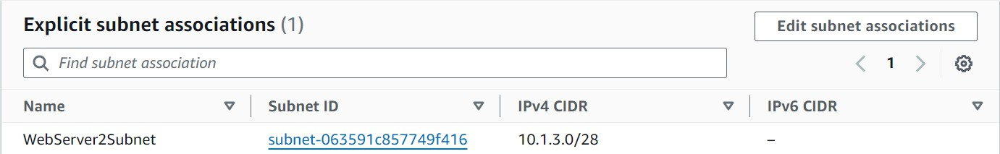 Explicit subnet associations (1)
Edit subnet associations
Find subnet association
1
Name Subnet ID IPv4 CIDR IPv6 CIDR
WebServer2Subnet subnet-063591c857749f416 10.1.3.0/28 –